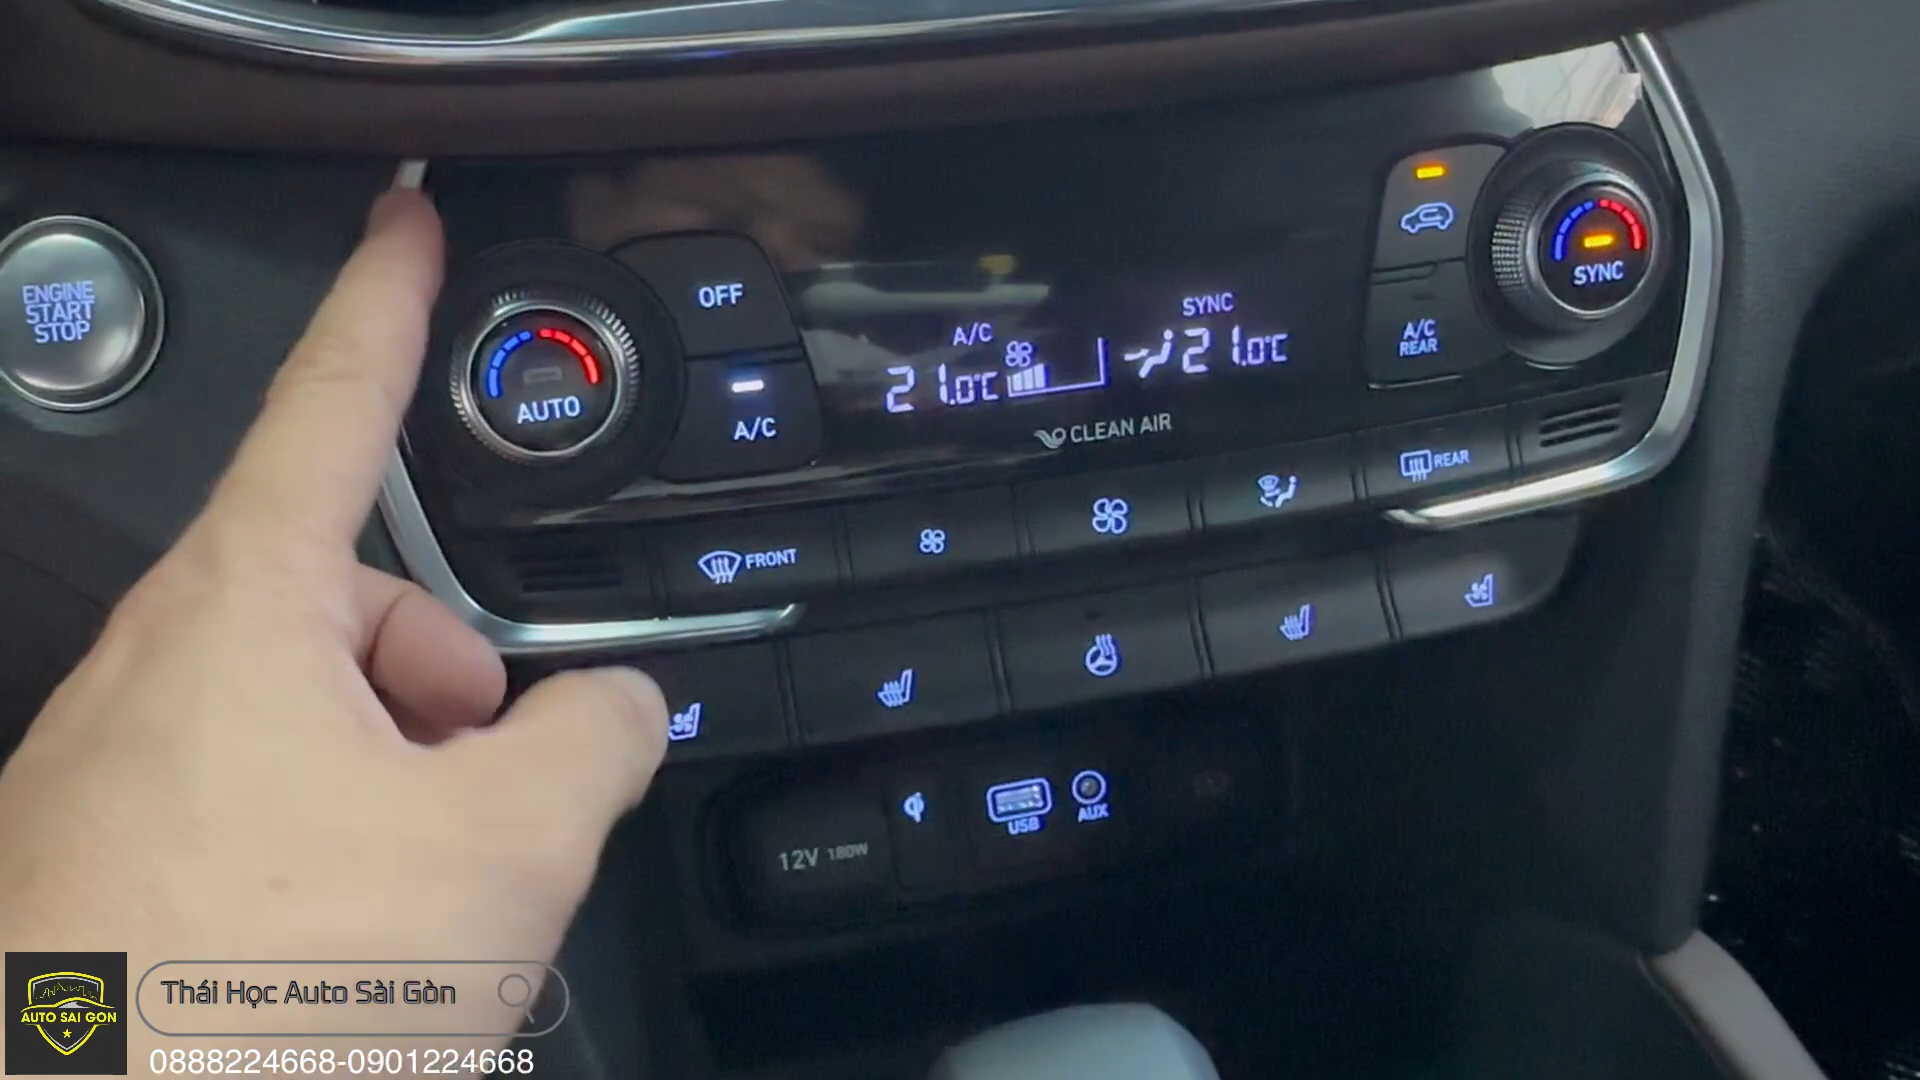 ENGINE
START
STOP
AUTO
OFF
A/C
A/C
21.0°C
SYNC
21.0°C
CLEAN AIR
A/C
REAR
SYNC
FRONT
REAR
12V 180W
USB
AUX
AUTO SAI GON
Thái Học Auto Sài Gòn
0888224668-0901224668